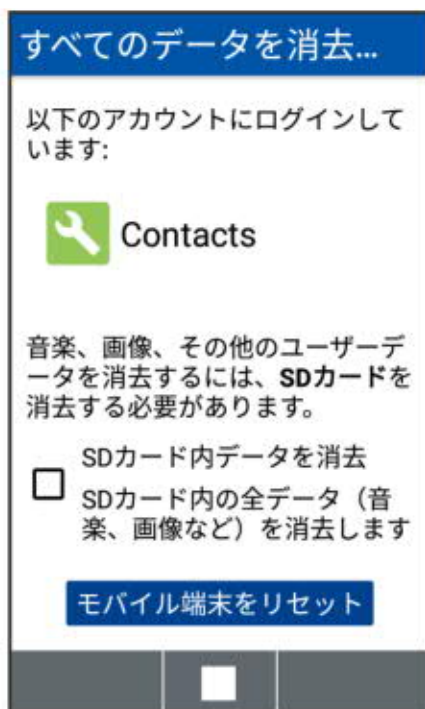 すべてのデータを消去...
以下のアカウントにログインして
います:
Contacts
音楽、画像、その他のユーザーデ
ータを消去するには、SDカードを
消去する必要があります。
SDカード内データを消去
SDカード内の全データ（音
楽、画像など）を消去します
モバイル端末をリセット